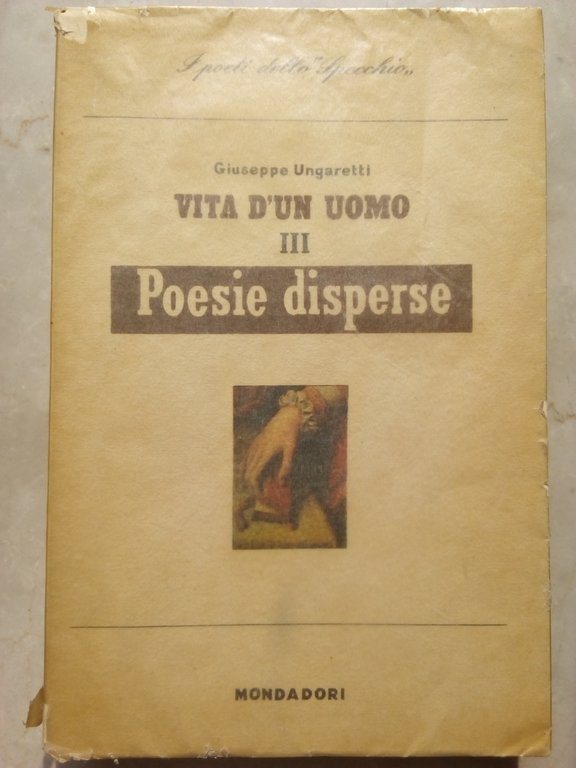 I poeti dello "Specchio„
Giuseppe Ungaretti
VITA D'UN UOMO
III
Poesie disperse
MONDADORI